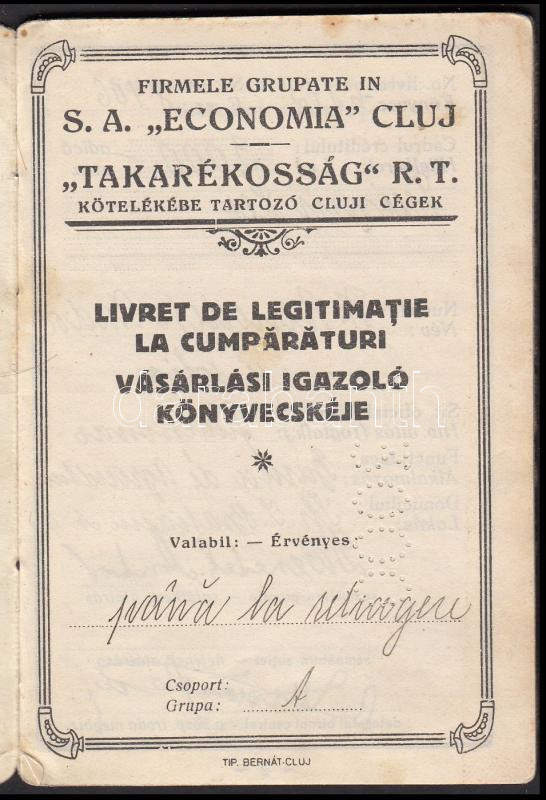 FIRMELE GRUPATE IN
S. A. „ECONOMIA” CLUJ
„TAKARÉKOSSÁG” R. T.
KÖTELÉKÉBE TARTOZÓ CLUJI CÉGEK
LIVRET DE LEGITIMAŢIE
LA CUMPĂRĂTURI
VÁSÁRLÁSI IGAZOLÓ
KÖNYVECSKÉJE
Valabil: — Érvényes:
până la retragere
Csoport:
Grupa: A
TIP. BERNÁT-CLUJ